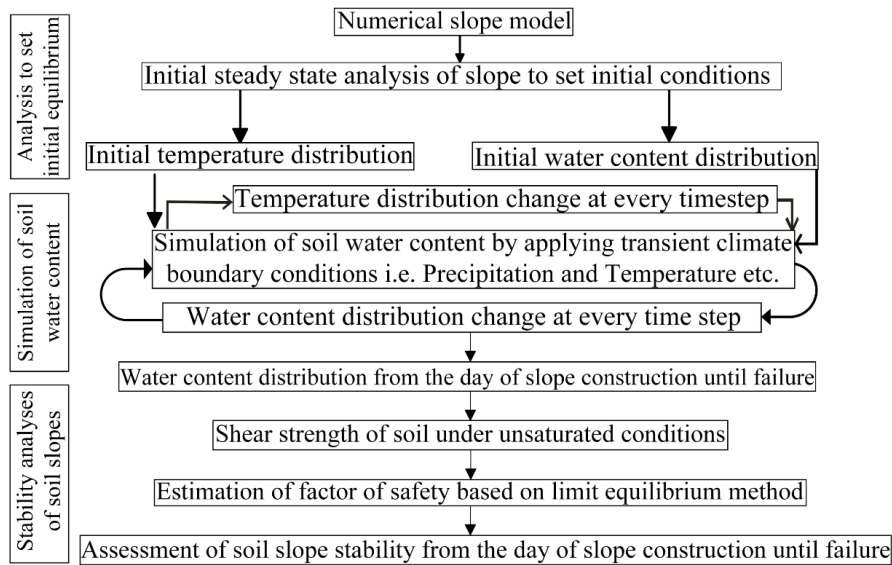 Numerical slope model
Analysis to set
initial equilibrium
Initial steady state analysis of slope to set initial conditions
Initial temperature distribution
Initial water content distribution
Simulation of soil
water content
Temperature distribution change at every timestep
Simulation of soil water content by applying transient climate
boundary conditions i.e. Precipitation and Temperature etc.
Water content distribution change at every time step
Water content distribution from the day of slope construction until failure
Stability analyses
of soil slopes
Shear strength of soil under unsaturated conditions
Estimation of factor of safety based on limit equilibrium method
Assessment of soil slope stability from the day of slope construction until failure